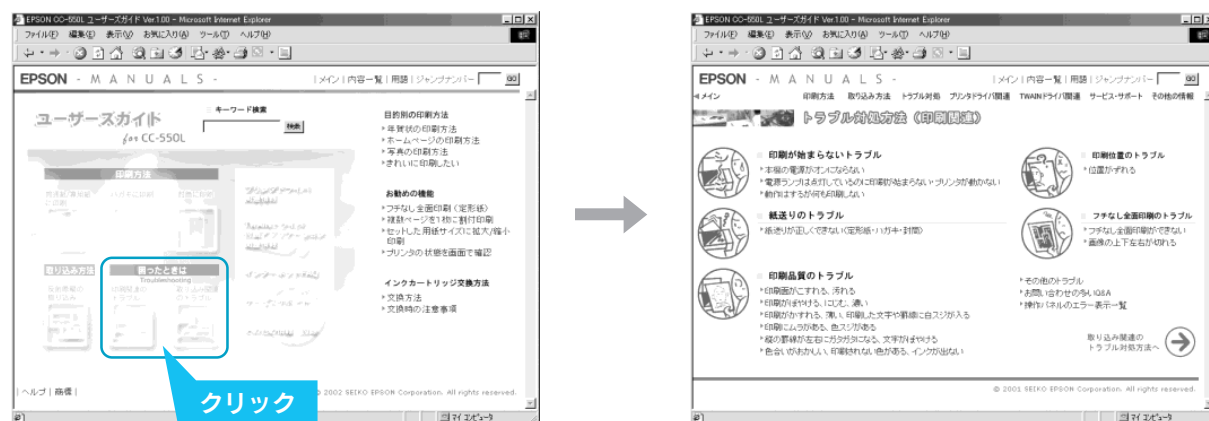 EPSON CC-550L ユーザーズガイド Ver.1.00 - Microsoft Internet Explorer
ファイル(F) 編集(E) 表示(V) お気に入り(A) ツール(T) ヘルプ(H)
EPSON - MANUALS -
|メイン|内容一覧|用語|ジャンプナンバー GO
ユーザーズガイド
for CC-550L
キーワード検索
検索
印刷方法
ハガキに印刷
取り込み方法
困ったときは
Troubleshooting
印刷関連の
トラブル
取り込み関連
のトラブル
目的別の印刷方法
年賀状の印刷方法
ホームページの印刷方法
写真の印刷方法
きれいに印刷したい
お勧めの機能
フチなし全面印刷(定形紙)
複数ページを1枚に割付印刷
セットした用紙サイズに拡大/縮小
印刷
プリンタの状態を画面で確認
インクカートリッジ交換方法
交換方法
交換時の注意事項
|ヘルプ|商標|
© 2002 SEIKO EPSON Corporation. All rights reserved.
マイ コンピュータ
クリック
EPSON CC-550L ユーザーズガイド Ver.1.00 - Microsoft Internet Explorer
ファイル(F) 編集(E) 表示(V) お気に入り(A) ツール(T) ヘルプ(H)
EPSON - MANUALS -
|メイン|内容一覧|用語|ジャンプナンバー GO
メイン 印刷方法 取り込み方法 トラブル対処 プリンタドライバ関連 TWAINドライバ関連 サービス・サポート その他の情報
トラブル対処方法(印刷関連)
印刷が始まらないトラブル
本機の電源がオンにならない
電源ランプは点灯しているのに印刷が始まらない・プリンタが動かない
動作はするが何も印刷しない
紙送りのトラブル
紙送りが正しくできない(定形紙・ハガキ・封筒)
印刷品質のトラブル
印刷面がこすれる、汚れる
印刷がぼやける、にじむ、濃い
印刷がかすれる、薄い、印刷した文字や罫線に白スジが入る
印刷にムラがある、色スジがある
縦の罫線が左右にガタガタになる、文字がぼやける
色合いがおかしい、印刷されない色がある、インクが出ない
印刷位置のトラブル
位置がずれる
フチなし全面印刷のトラブル
フチなし全面印刷ができない
画像の上下左右が切れる
その他のトラブル
お問い合わせの多いQ&A
操作パネルのエラー表示一覧
取り込み関連の
トラブル対処方法へ
© 2001 SEIKO EPSON Corporation. All rights reserved.
マイ コンピュータ